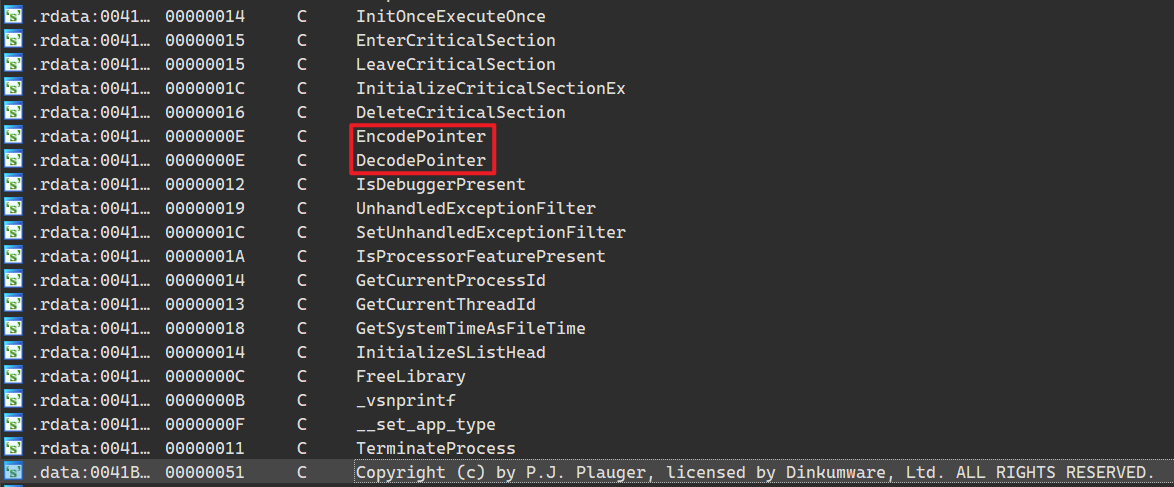 .rdata:0041… 00000014 C InitOnceExecuteOnce
.rdata:0041… 00000015 C EnterCriticalSection
.rdata:0041… 00000015 C LeaveCriticalSection
.rdata:0041… 0000001C C InitializeCriticalSectionEx
.rdata:0041… 00000016 C DeleteCriticalSection
.rdata:0041… 0000000E C EncodePointer
.rdata:0041… 0000000E C DecodePointer
.rdata:0041… 00000012 C IsDebuggerPresent
.rdata:0041… 00000019 C UnhandledExceptionFilter
.rdata:0041… 0000001C C SetUnhandledExceptionFilter
.rdata:0041… 0000001A C IsProcessorFeaturePresent
.rdata:0041… 00000014 C GetCurrentProcessId
.rdata:0041… 00000013 C GetCurrentThreadId
.rdata:0041… 00000018 C GetSystemTimeAsFileTime
.rdata:0041… 00000014 C InitializeSListHead
.rdata:0041… 0000000C C FreeLibrary
.rdata:0041… 0000000B C _vsnprintf
.rdata:0041… 0000000F C __set_app_type
.rdata:0041… 00000011 C TerminateProcess
.data:0041B… 00000051 C Copyright (c) by P.J. Plauger, licensed by Dinkumware, Ltd. ALL RIGHTS RESERVED.